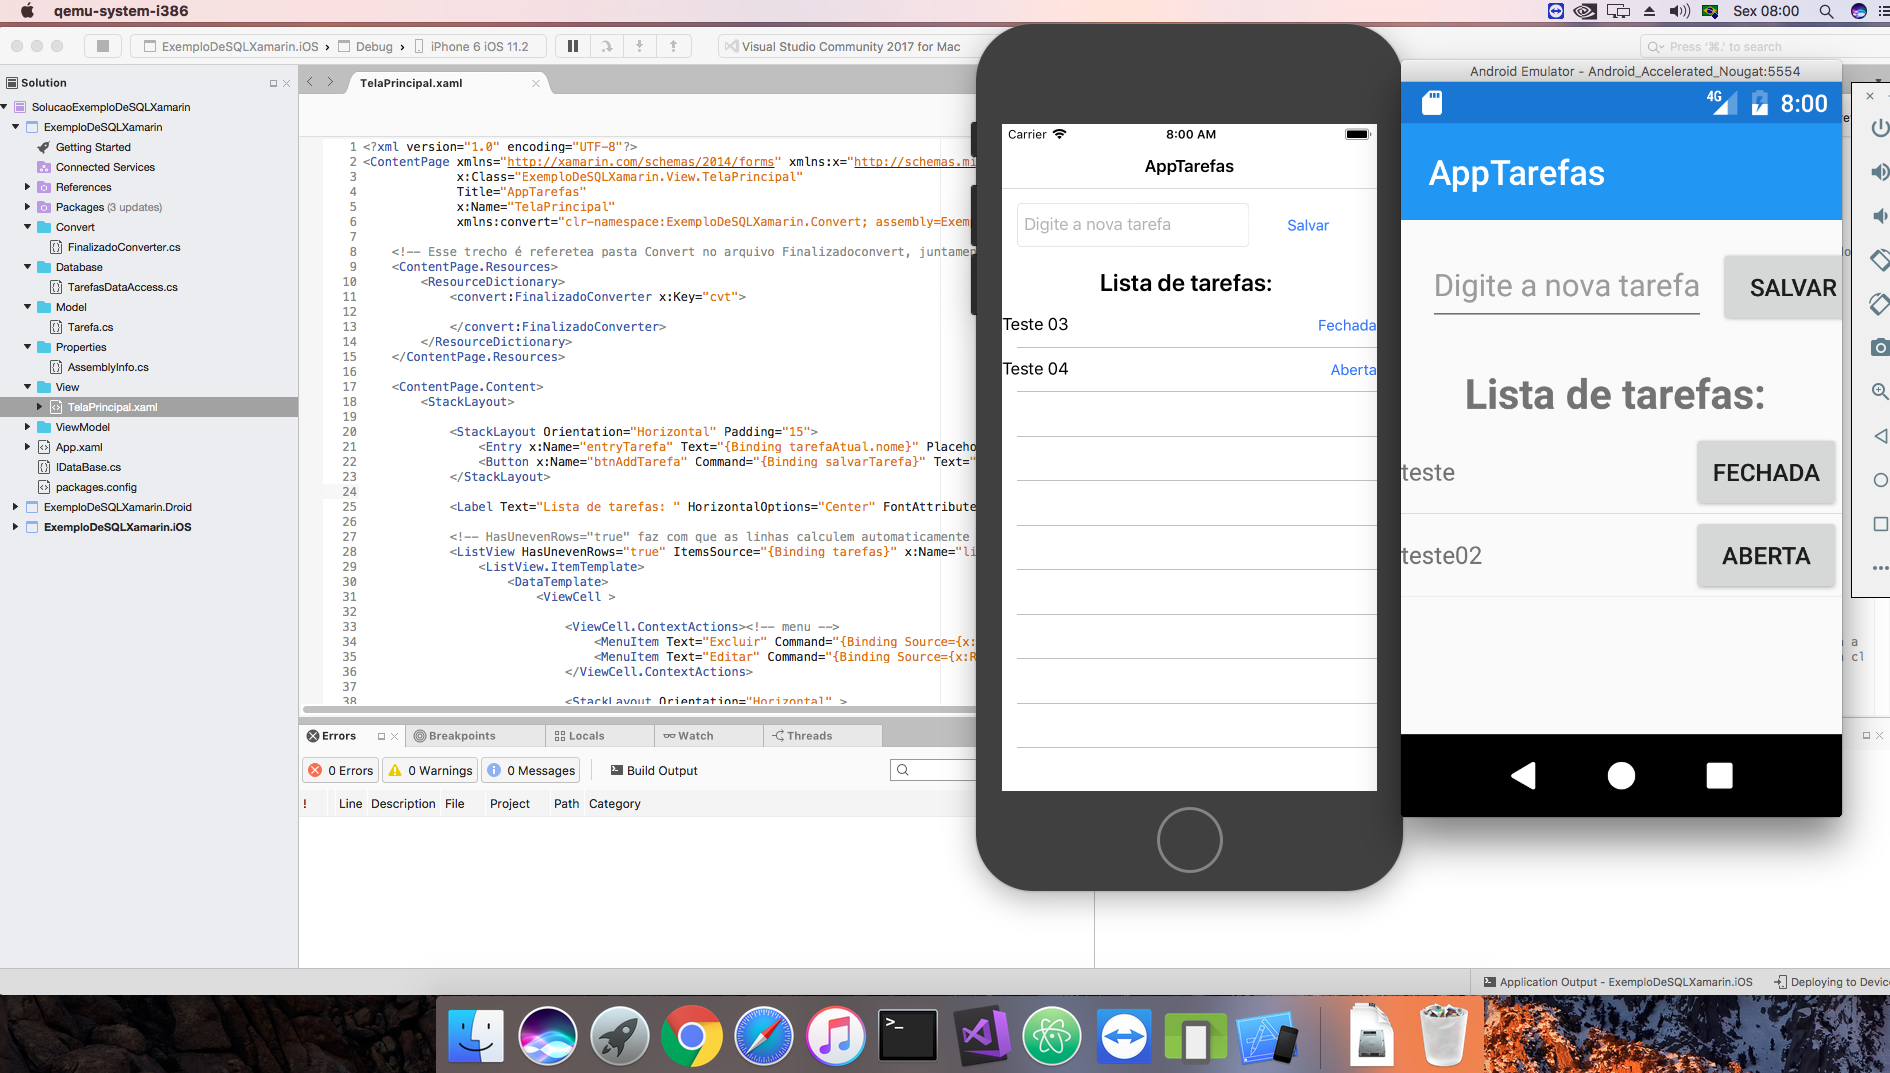 qemu-system-i386
Sex 08:00
ExemploDeSQLXamarin.iOS › Debug › iPhone 6 iOS 11.2
Visual Studio Community 2017 for Mac
Press '⌘.' to search
Solution
SolucaoExemploDeSQLXamarin
ExemploDeSQLXamarin
Getting Started
Connected Services
References
Packages (3 updates)
Convert
FinalizadoConverter.cs
Database
TarefasDataAccess.cs
Model
Tarefa.cs
Properties
AssemblyInfo.cs
View
TelaPrincipal.xaml
ViewModel
App.xaml
IDataBase.cs
packages.config
ExemploDeSQLXamarin.Droid
ExemploDeSQLXamarin.iOS
TelaPrincipal.xaml
1 <?xml version="1.0" encoding="UTF-8"?>
2 <ContentPage xmlns="http://xamarin.com/schemas/2014/forms" xmlns:x="http://schemas.mi
3 x:Class="ExemploDeSQLXamarin.View.TelaPrincipal"
4 Title="AppTarefas"
5 x:Name="TelaPrincipal"
6 xmlns:convert="clr-namespace:ExemploDeSQLXamarin.Convert; assembly=Exem
7
8 <!-- Esse trecho é referetea pasta Convert no arquivo Finalizadoconvert, juntamen
9 <ContentPage.Resources>
10 <ResourceDictionary>
11 <convert:FinalizadoConverter x:Key="cvt">
12
13 </convert:FinalizadoConverter>
14 </ResourceDictionary>
15 </ContentPage.Resources>
16
17 <ContentPage.Content>
18 <StackLayout>
19
20 <StackLayout Orientation="Horizontal" Padding="15">
21 <Entry x:Name="entryTarefa" Text="{Binding tarefaAtual.nome}" Placeho
22 <Button x:Name="btnAddTarefa" Command="{Binding salvarTarefa}" Text="
23 </StackLayout>
24
25 <Label Text="Lista de tarefas: " HorizontalOptions="Center" FontAttribute
26
27 <!-- HasUnevenRows="true" faz com que as linhas calculem automaticamente
28 <ListView HasUnevenRows="true" ItemsSource="{Binding tarefas}" x:Name="li
29 <ListView.ItemTemplate>
30 <DataTemplate>
31 <ViewCell >
32
33 <ViewCell.ContextActions><!-- menu -->
34 <MenuItem Text="Excluir" Command="{Binding Source={x:
35 <MenuItem Text="Editar" Command="{Binding Source={x:R
36 </ViewCell.ContextActions>
37
38 <StackLayout Orientation="Horizontal" >
Errors
Breakpoints
Locals
Watch
Threads
0 Errors
0 Warnings
0 Messages
Build Output
! Line Description File Project Path Category
Carrier 8:00 AM
AppTarefas
Digite a nova tarefa Salvar
Lista de tarefas:
Teste 03 Fechada
Teste 04 Aberta
Android Emulator - Android_Accelerated_Nougat:5554
4G 8:00
AppTarefas
Digite a nova tarefa SALVAR
Lista de tarefas:
teste FECHADA
teste02 ABERTA
a
cl
Application Output - ExemploDeSQLXamarin.iOS
Deploying to Device